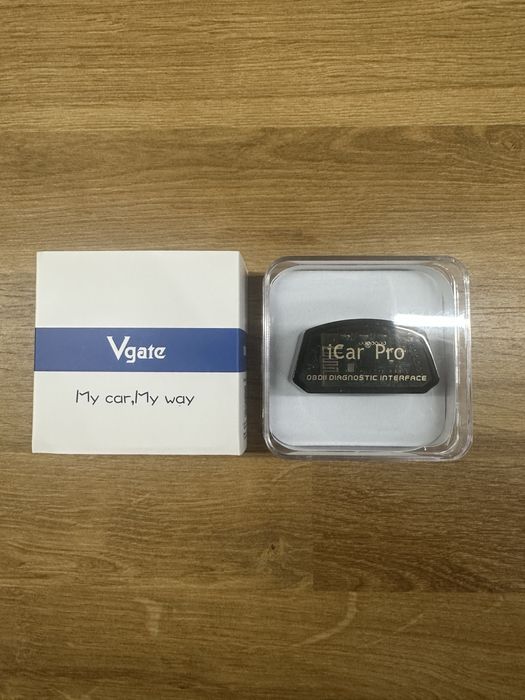 Vgate
My car,My way
iCar Pro
OBDII DIAGNOSTIC INTERFACE